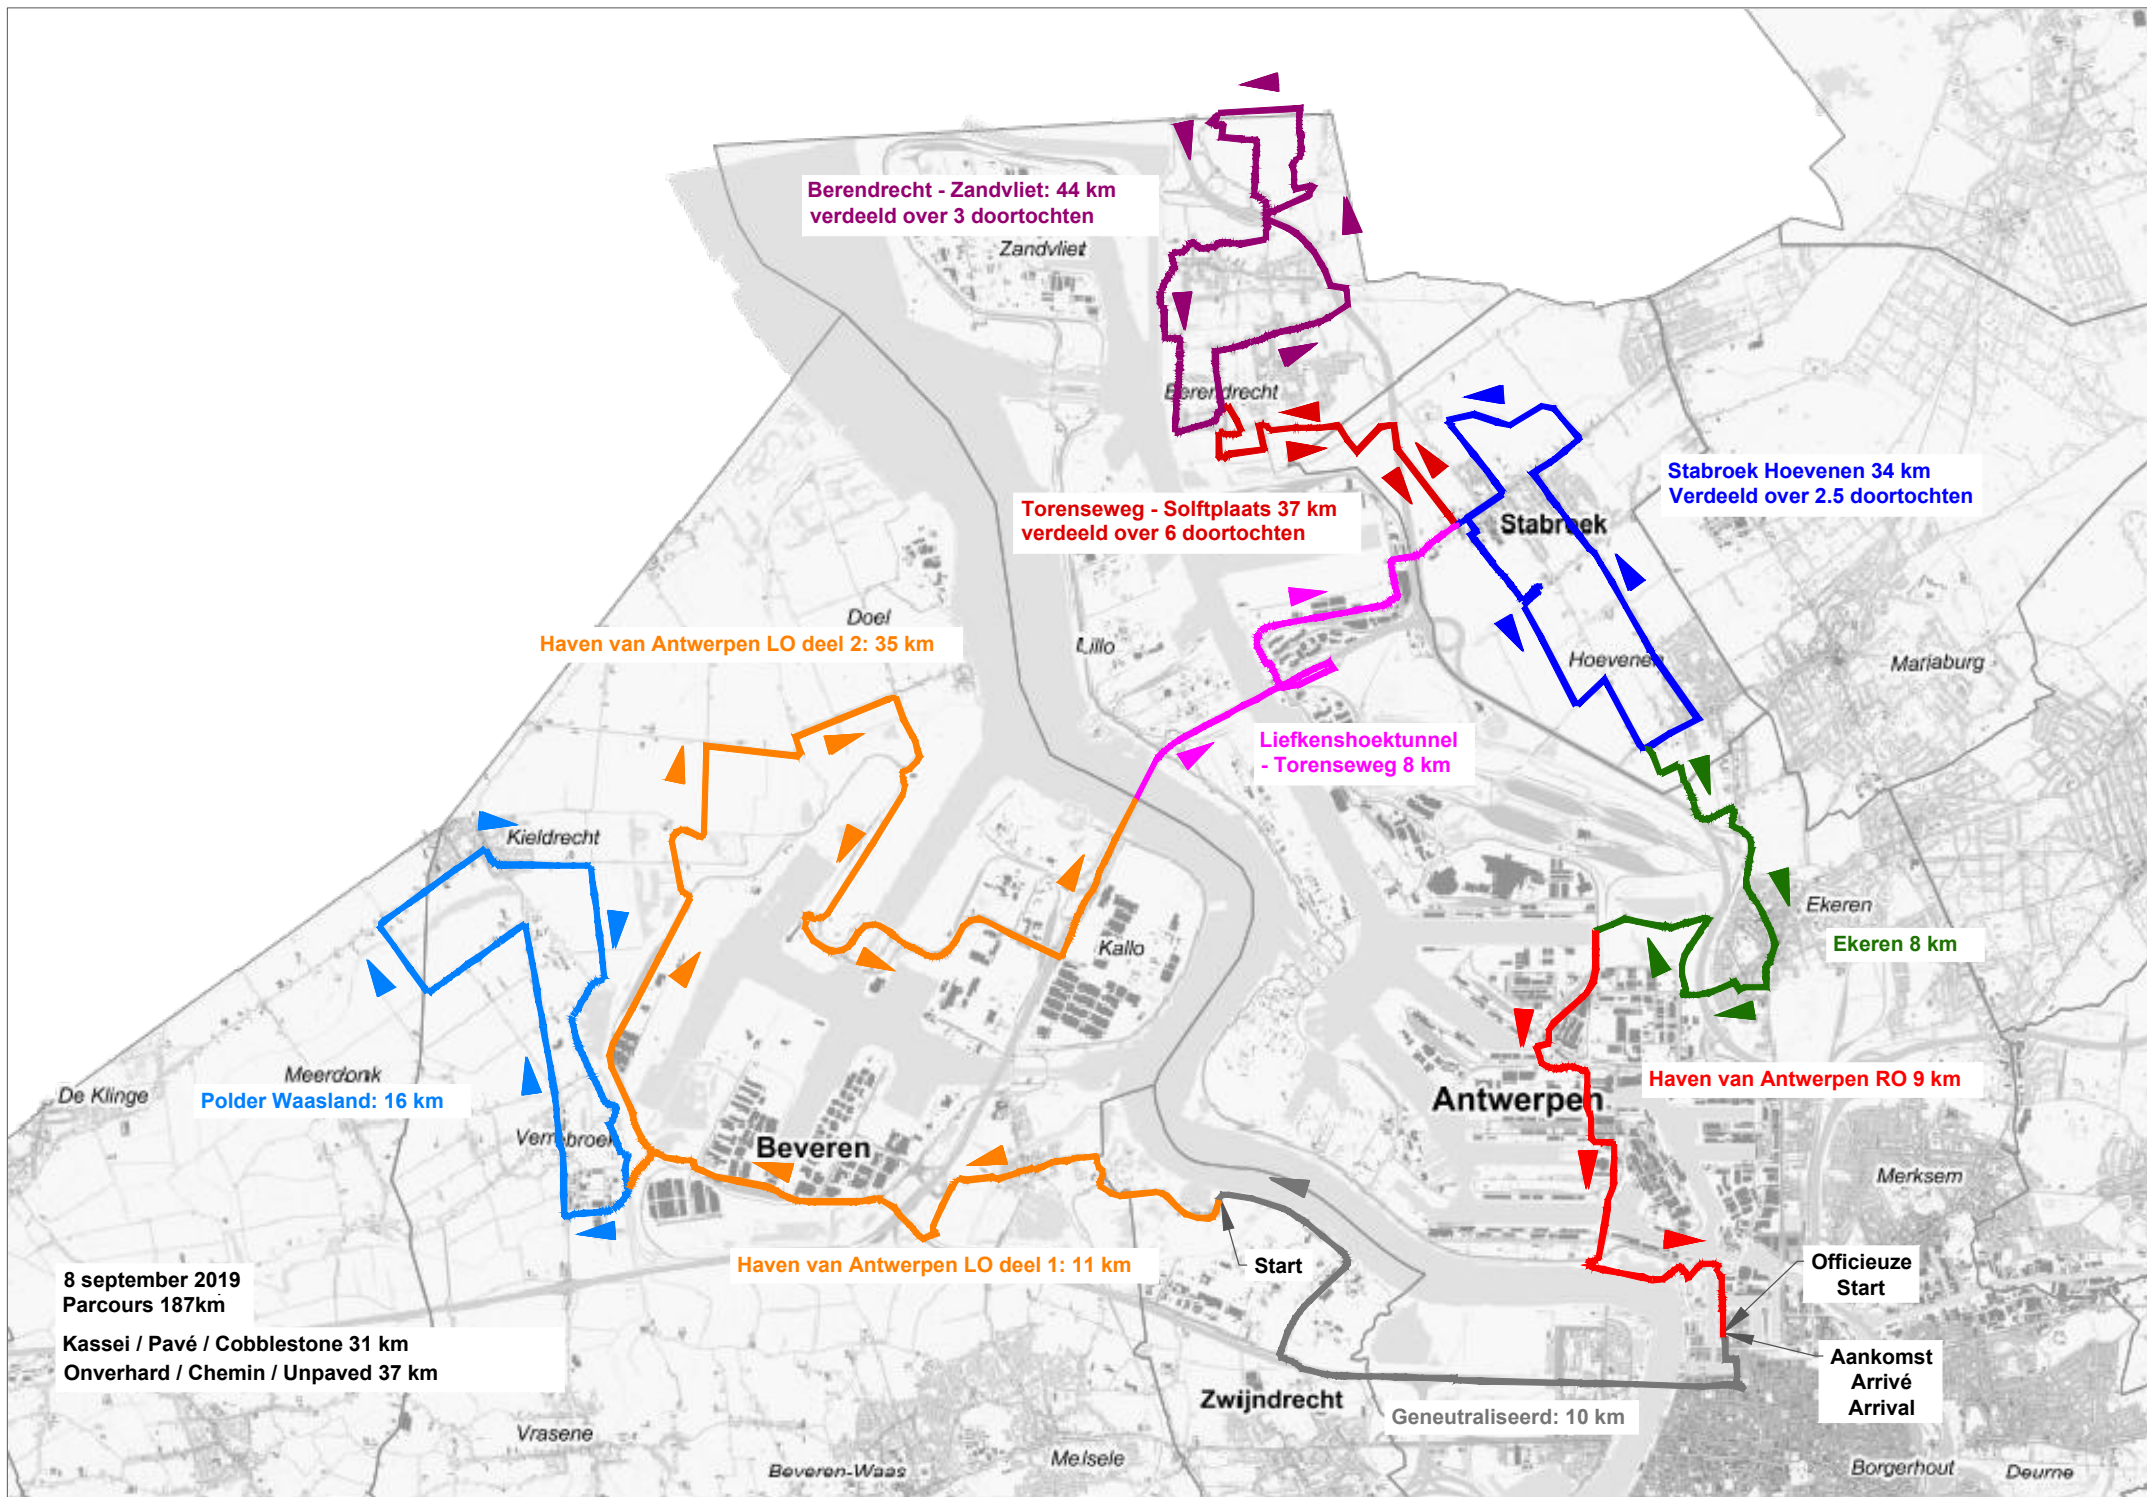 Berendrecht - Zandvliet: 44 km
verdeeld over 3 doortochten
Zandvliet
Berendrecht
Stabroek Hoevenen 34 km
Verdeeld over 2.5 doortochten
Torenseweg - Solftplaats 37 km
verdeeld over 6 doortochten
Stabroek
Doel
Haven van Antwerpen LO deel 2: 35 km
Lillo
Hoevenen
Mariaburg
Liefkenshoektunnel
- Torenseweg 8 km
Kieldrecht
Kallo
Ekeren
Ekeren 8 km
Meerdonk
De Klinge
Polder Waasland: 16 km
Verrebroek
Beveren
Antwerpen
Haven van Antwerpen RO 9 km
Merksem
Haven van Antwerpen LO deel 1: 11 km
Start
Officieuze
Start
8 september 2019
Parcours 187km
Kassei / Pavé / Cobblestone 31 km
Onverhard / Chemin / Unpaved 37 km
Aankomst
Arrivé
Arrival
Zwijndrecht
Geneutraliseerd: 10 km
Vrasene
Beveren-Waas
Melsele
Borgerhout
Deurne